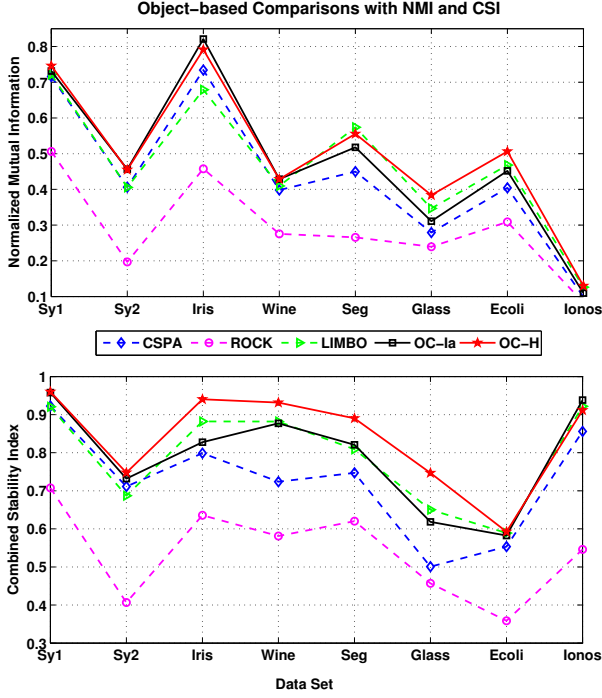 Object−based Comparisons with NMI and CSI
Normalized Mutual Information
0.8
0.7
0.6
0.5
0.4
0.3
0.2
0.1
Sy1 Sy2 Iris Wine Seg Glass Ecoli Ionos
CSPA ROCK LIMBO OC−Ia OC−H
Combined Stability Index
1
0.9
0.8
0.7
0.6
0.5
0.4
0.3
Sy1 Sy2 Iris Wine Seg Glass Ecoli Ionos
Data Set